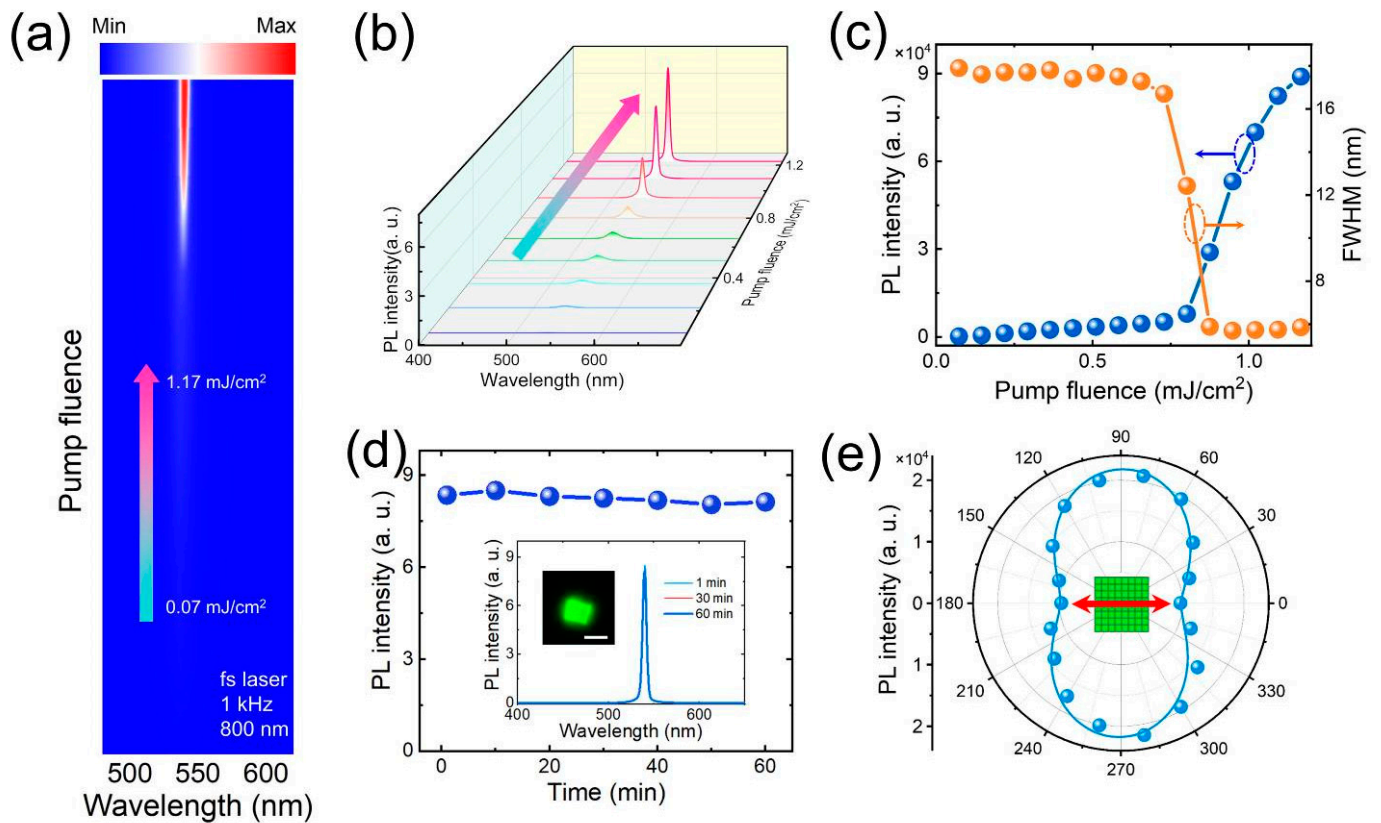 (a)
Min
Max
Pump fluence
1.17 mJ/cm²
0.07 mJ/cm²
fs laser
1 kHz
800 nm
500 550 600
Wavelength (nm)
(b)
PL intensity(a. u.)
6
3
0
400 500 600
Wavelength (nm)
0.4
0.8
1.2
Pump fluence (mJ/cm²)
(c)
×10⁴
9
6
3
0
PL intensity (a. u.)
0.0 0.5 1.0
Pump fluence (mJ/cm²)
16
12
8
FWHM (nm)
(d)
9
6
3
0
PL intensity (a. u.)
0 20 40 60
Time (min)
9
6
3
0
PL intensity (a. u.)
1 min
30 min
60 min
400 500 600
Wavelength (nm)
(e)
×10⁴
2
1
0
1
2
PL intensity (a. u.)
90
120
60
150
30
180
0
210
330
240
300
270